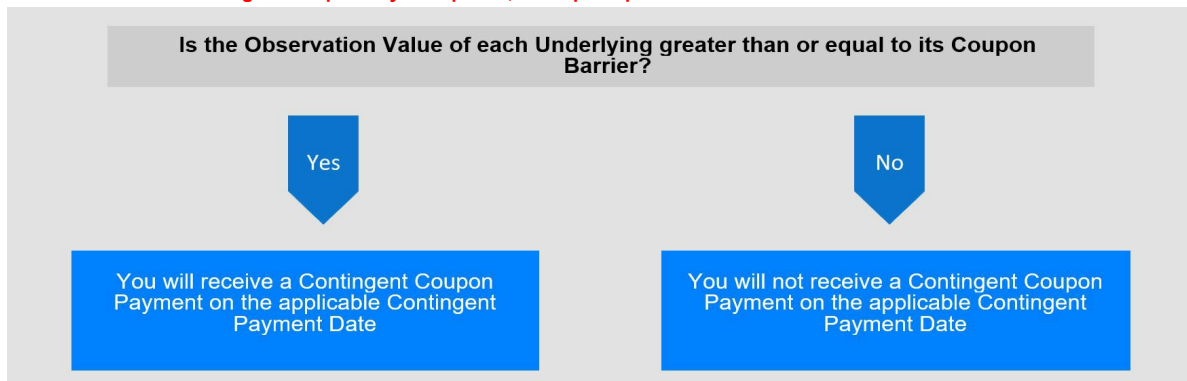 Is the Observation Value of each Underlying greater than or equal to its Coupon
Barrier?
Yes
No
You will receive a Contingent Coupon
Payment on the applicable Contingent
Payment Date
You will not receive a Contingent Coupon
Payment on the applicable Contingent
Payment Date